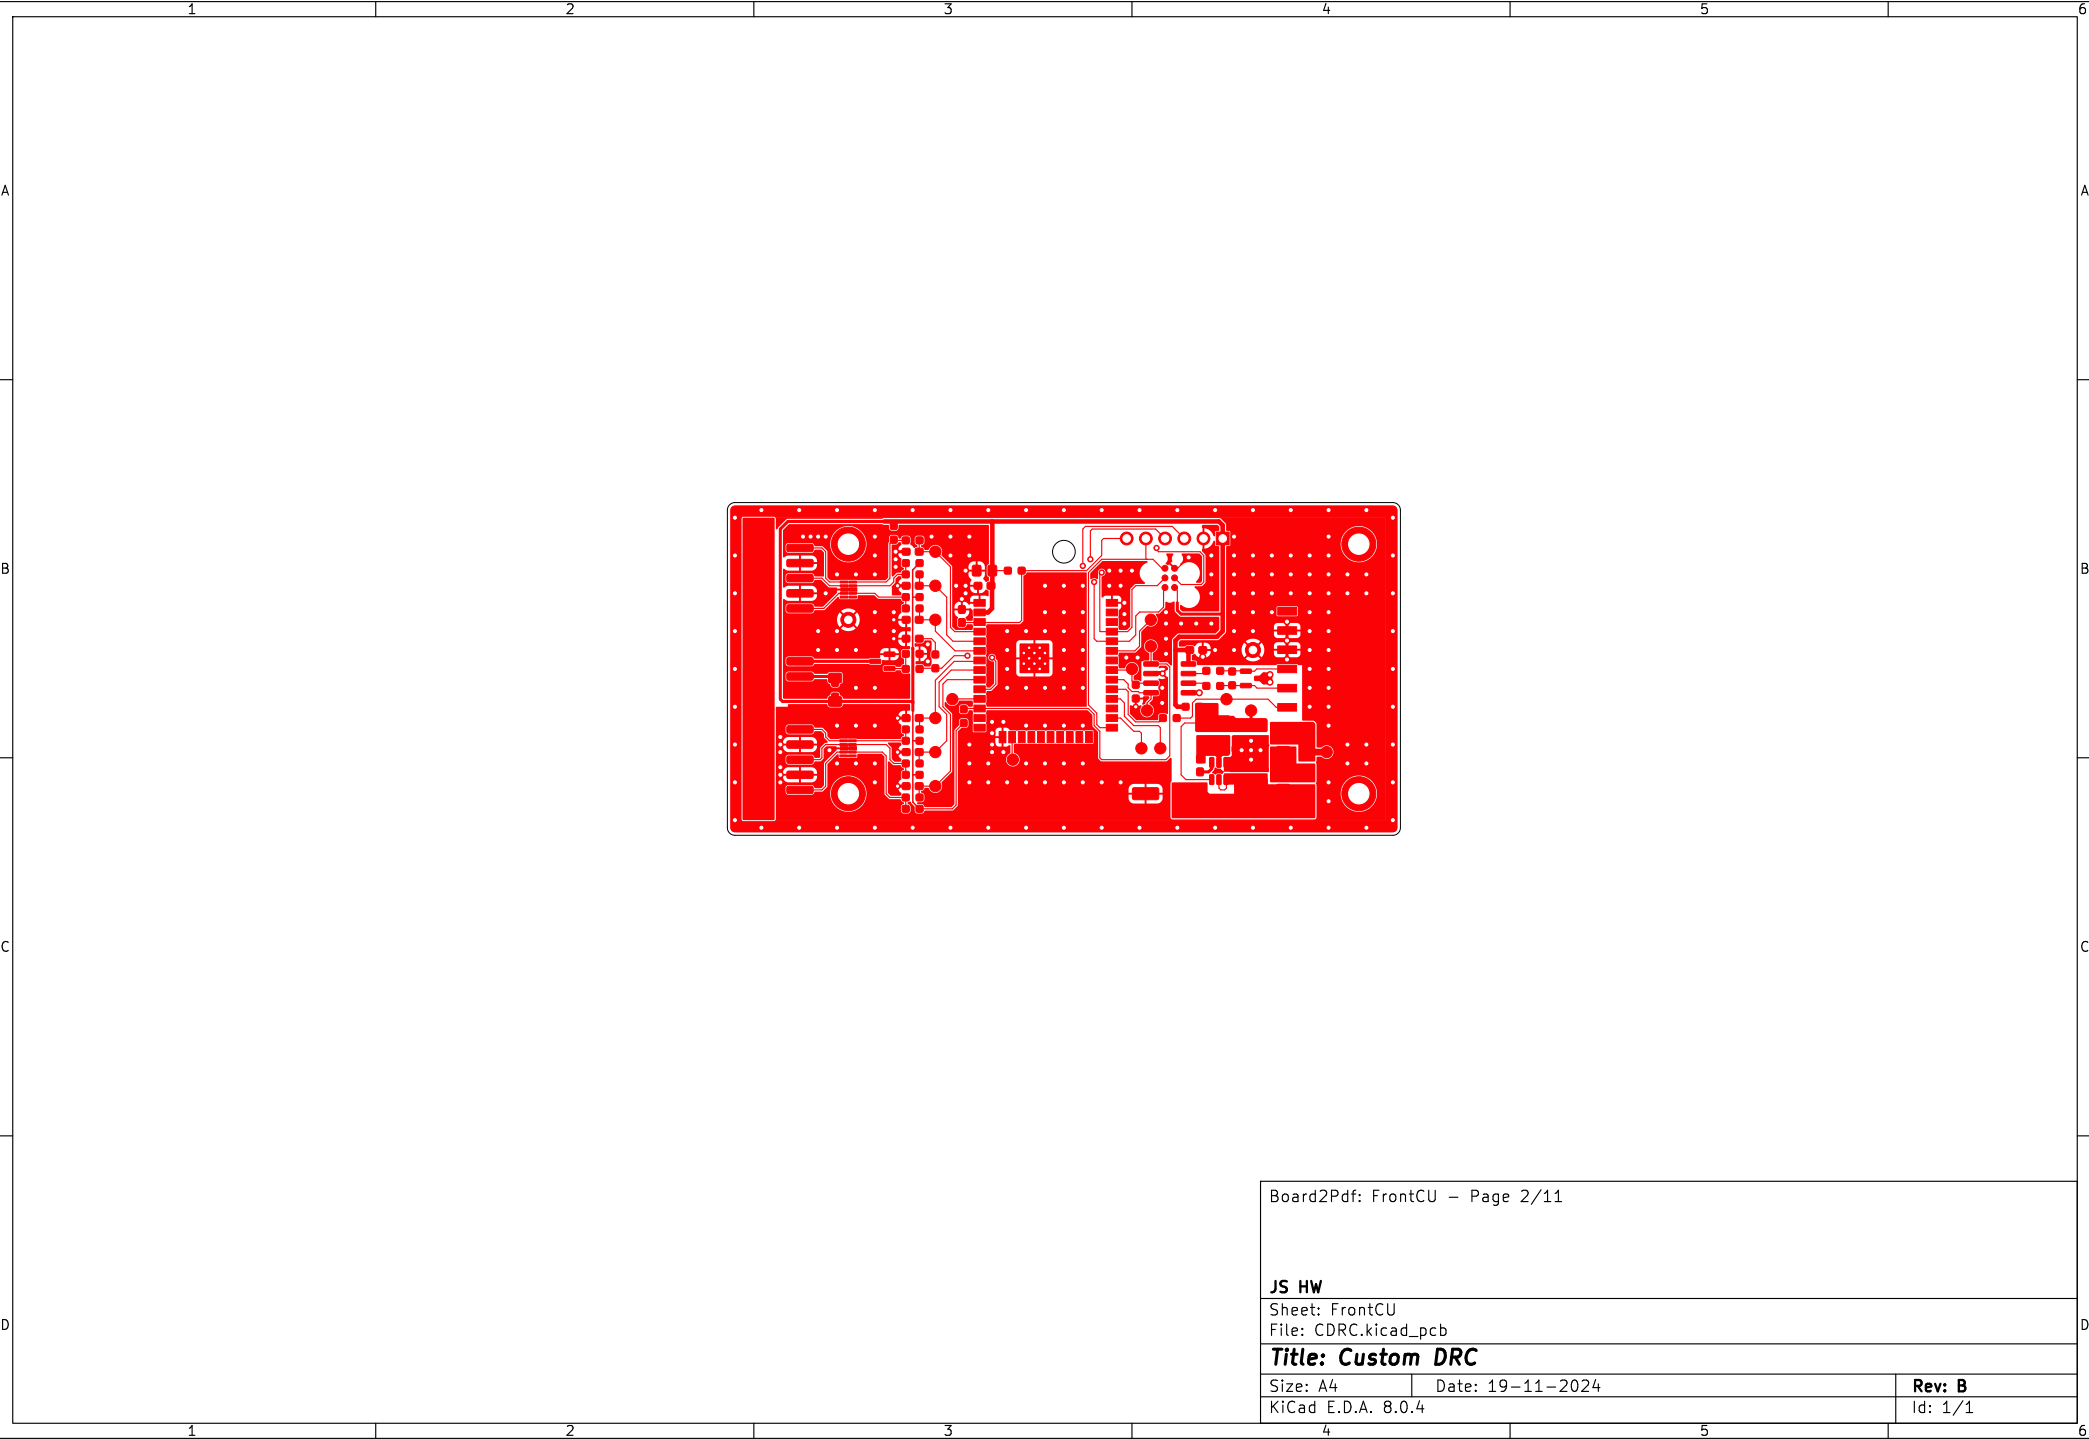 1 2 3 4 5 6
A A
B B
C C
D D
Board2Pdf: FrontCU – Page 2/11
JS HW
Sheet: FrontCU
File: CDRC.kicad_pcb
Title: Custom DRC
Size: A4 Date: 19-11-2024 Rev: B
KiCad E.D.A. 8.0.4 Id: 1/1
1 2 3 4 5 6